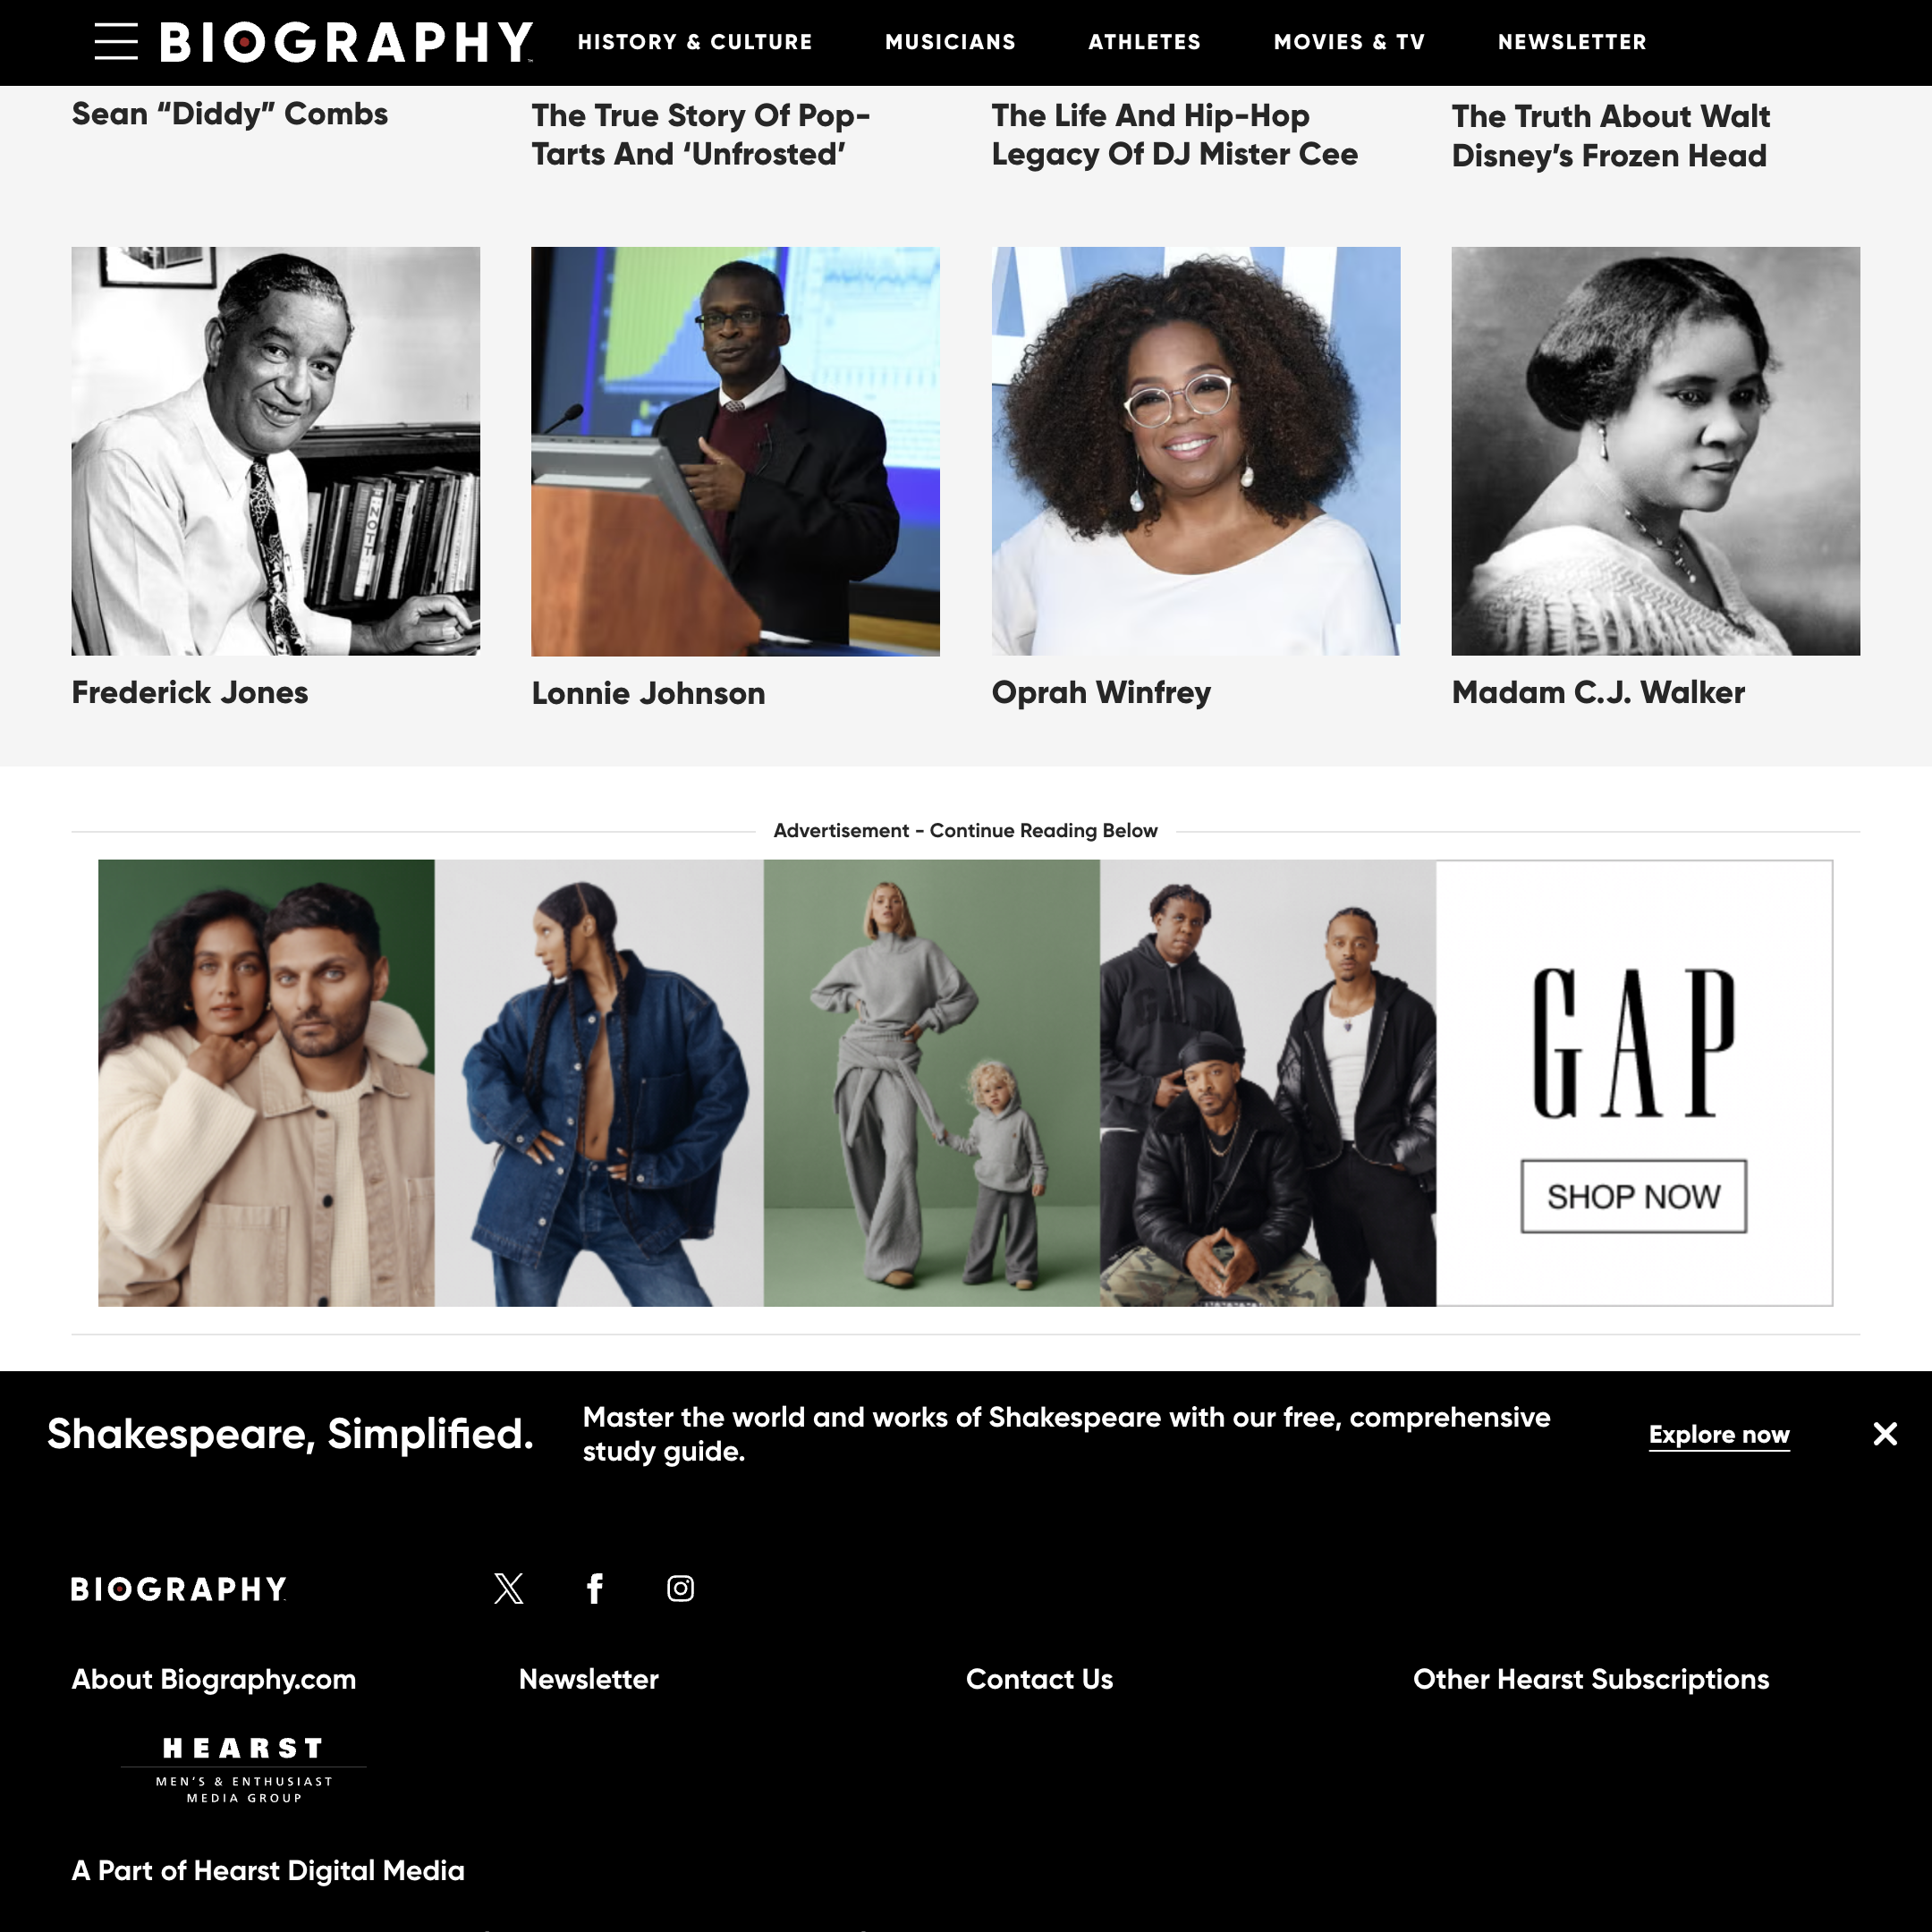 BIOGRAPHY
HISTORY & CULTURE
MUSICIANS
ATHLETES
MOVIES & TV
NEWSLETTER
Sean “Diddy” Combs
The True Story Of Pop-
Tarts And ‘Unfrosted’
The Life And Hip-Hop
Legacy Of DJ Mister Cee
The Truth About Walt
Disney’s Frozen Head
Frederick Jones
Lonnie Johnson
Oprah Winfrey
Madam C.J. Walker
Advertisement - Continue Reading Below
GAP
SHOP NOW
Shakespeare, Simplified.
Master the world and works of Shakespeare with our free, comprehensive
study guide.
Explore now
BIOGRAPHY
About Biography.com
Newsletter
Contact Us
Other Hearst Subscriptions
HEARST
MEN’S & ENTHUSIAST
MEDIA GROUP
A Part of Hearst Digital Media